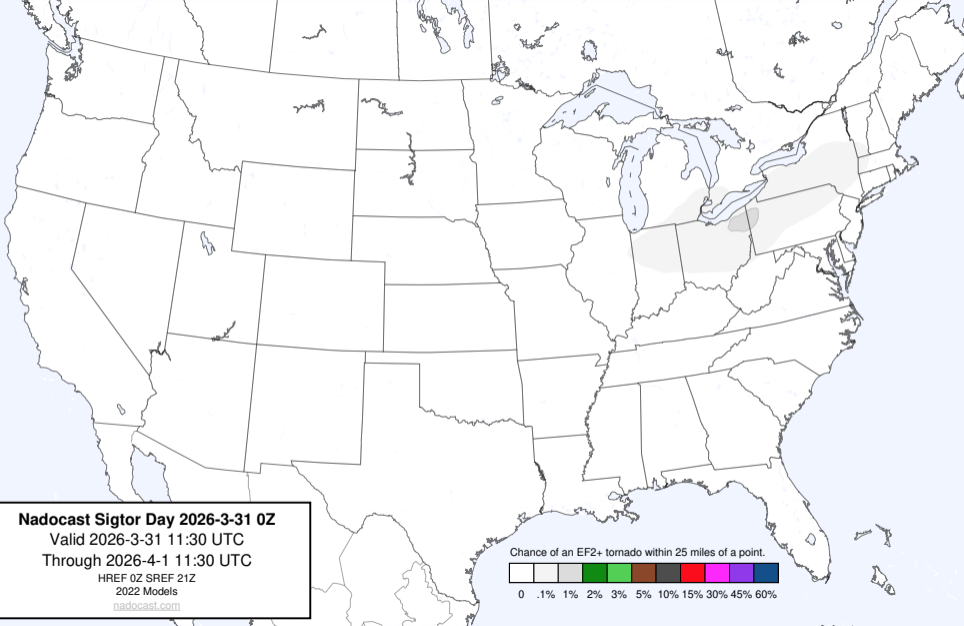 Nadocast Sigtor Day 2026-3-31 0Z
Valid 2026-3-31 11:30 UTC
Through 2026-4-1 11:30 UTC
HREF 0Z SREF 21Z
2022 Models
nadocast.com
Chance of an EF2+ tornado within 25 miles of a point.
0 .1% 1% 2% 3% 5% 10% 15% 30% 45% 60%